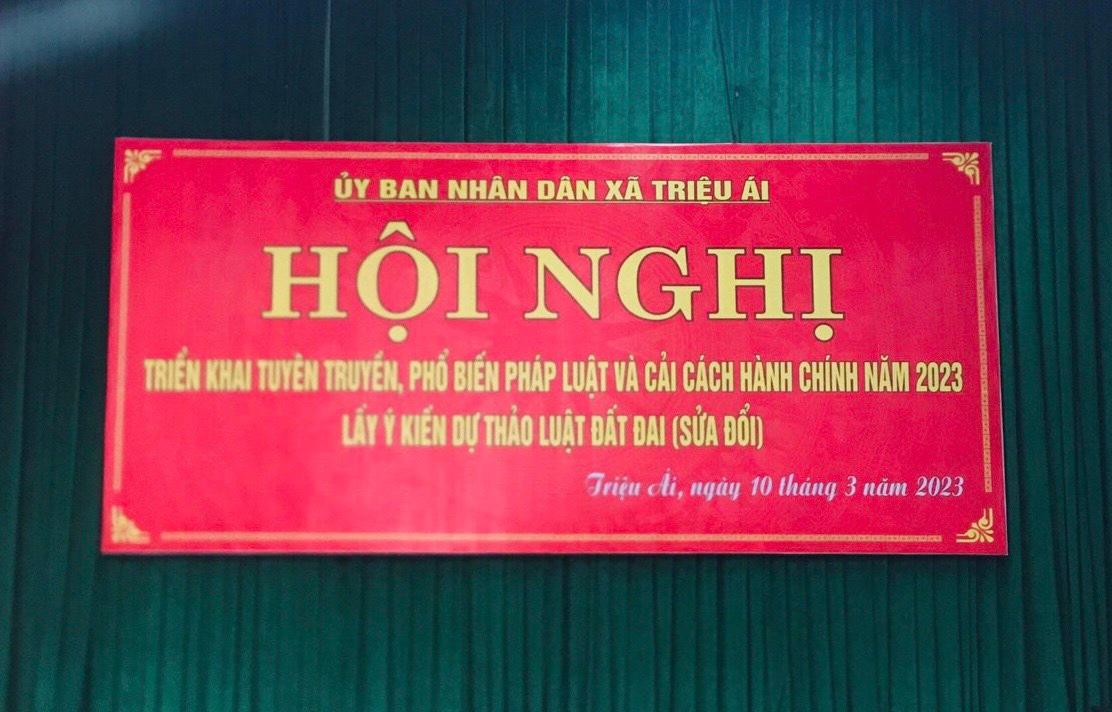 ỦY BAN NHÂN DÂN XÃ TRIỆU ÁI
HỘI NGHỊ
TRIỂN KHAI TUYÊN TRUYỀN, PHỔ BIẾN PHÁP LUẬT VÀ CẢI CÁCH HÀNH CHÍNH NĂM 2023
LẤY Ý KIẾN DỰ THẢO LUẬT ĐẤT ĐAI (SỬA ĐỔI)
Triệu Ái, ngày 10 tháng 3 năm 2023